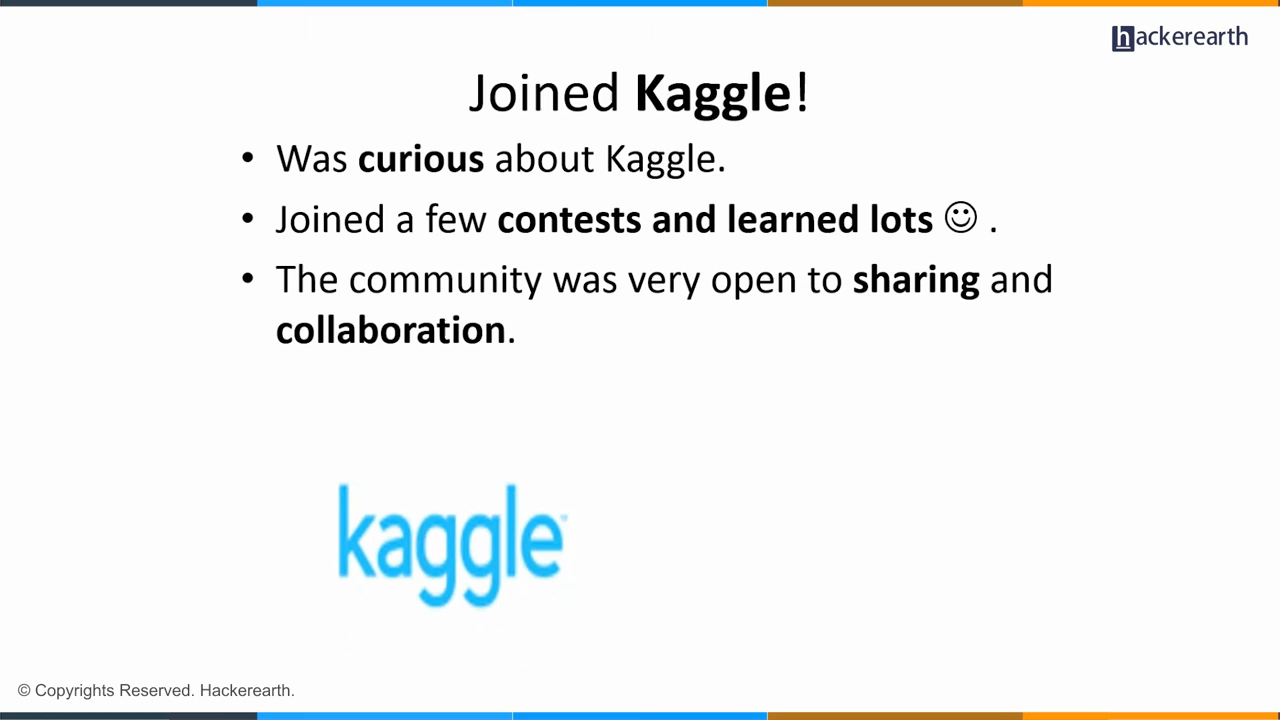 hackerearth
Joined Kaggle!
• Was curious about Kaggle.
• Joined a few contests and learned lots ☺ .
• The community was very open to sharing and
collaboration.
kaggle™
© Copyrights Reserved. Hackerearth.